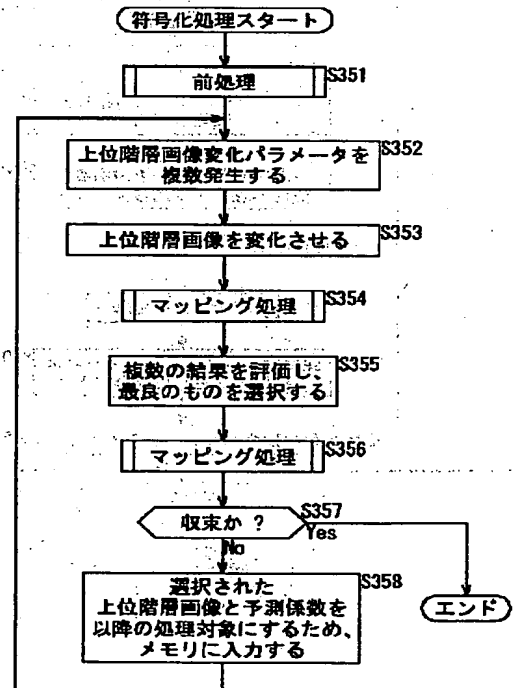 符号化処理スタート
前処理
S351
上位階層画像変化パラメータを
複数発生する
S352
上位階層画像を変化させる
S353
マッピング処理
S354
複数の結果を評価し、
最良のものを選択する
S355
マッピング処理
S356
収束か ?
S357
Yes
No
選択された
上位階層画像と予測係数を
以降の処理対象にするため、
メモリに入力する
S358
エンド